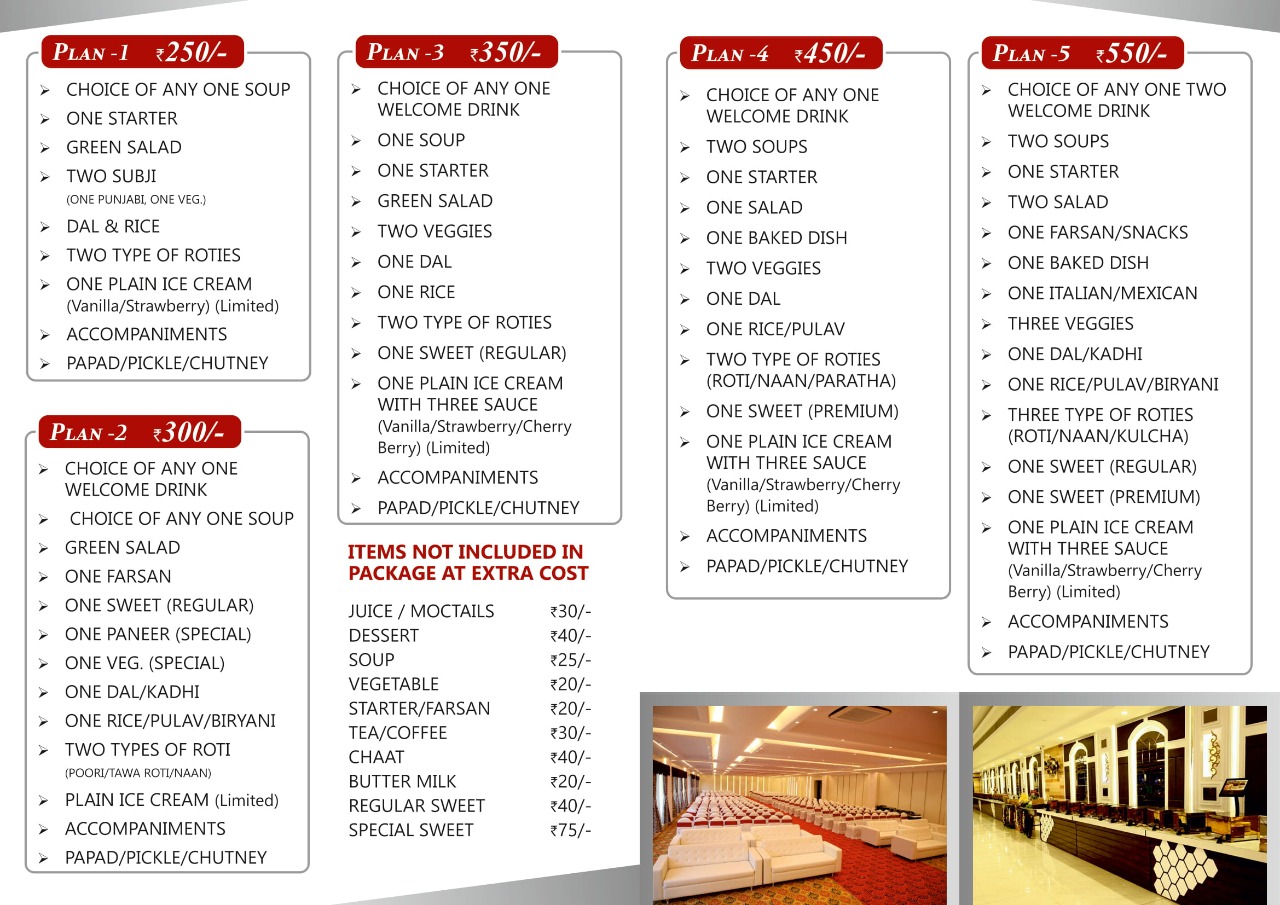 PLAN -1 ₹250/-
CHOICE OF ANY ONE SOUP
ONE STARTER
GREEN SALAD
TWO SUBJI
(ONE PUNJABI, ONE VEG.)
DAL & RICE
TWO TYPE OF ROTIES
ONE PLAIN ICE CREAM
(Vanilla/Strawberry) (Limited)
ACCOMPANIMENTS
PAPAD/PICKLE/CHUTNEY
PLAN -2 ₹300/-
CHOICE OF ANY ONE
WELCOME DRINK
CHOICE OF ANY ONE SOUP
GREEN SALAD
ONE FARSAN
ONE SWEET (REGULAR)
ONE PANEER (SPECIAL)
ONE VEG. (SPECIAL)
ONE DAL/KADHI
ONE RICE/PULAV/BIRYANI
TWO TYPES OF ROTI
(POORI/TAWA ROTI/NAAN)
PLAIN ICE CREAM (Limited)
ACCOMPANIMENTS
PAPAD/PICKLE/CHUTNEY
PLAN -3 ₹350/-
CHOICE OF ANY ONE
WELCOME DRINK
ONE SOUP
ONE STARTER
GREEN SALAD
TWO VEGGIES
ONE DAL
ONE RICE
TWO TYPE OF ROTIES
ONE SWEET (REGULAR)
ONE PLAIN ICE CREAM
WITH THREE SAUCE
(Vanilla/Strawberry/Cherry
Berry) (Limited)
ACCOMPANIMENTS
PAPAD/PICKLE/CHUTNEY
ITEMS NOT INCLUDED IN
PACKAGE AT EXTRA COST
JUICE / MOCTAILS ₹30/-
DESSERT ₹40/-
SOUP ₹25/-
VEGETABLE ₹20/-
STARTER/FARSAN ₹20/-
TEA/COFFEE ₹30/-
CHAAT ₹40/-
BUTTER MILK ₹20/-
REGULAR SWEET ₹40/-
SPECIAL SWEET ₹75/-
PLAN -4 ₹450/-
CHOICE OF ANY ONE
WELCOME DRINK
TWO SOUPS
ONE STARTER
ONE SALAD
ONE BAKED DISH
TWO VEGGIES
ONE DAL
ONE RICE/PULAV
TWO TYPE OF ROTIES
(ROTI/NAAN/PARATHA)
ONE SWEET (PREMIUM)
ONE PLAIN ICE CREAM
WITH THREE SAUCE
(Vanilla/Strawberry/Cherry
Berry) (Limited)
ACCOMPANIMENTS
PAPAD/PICKLE/CHUTNEY
PLAN -5 ₹550/-
CHOICE OF ANY ONE TWO
WELCOME DRINK
TWO SOUPS
ONE STARTER
TWO SALAD
ONE FARSAN/SNACKS
ONE BAKED DISH
ONE ITALIAN/MEXICAN
THREE VEGGIES
ONE DAL/KADHI
ONE RICE/PULAV/BIRYANI
THREE TYPE OF ROTIES
(ROTI/NAAN/KULCHA)
ONE SWEET (REGULAR)
ONE SWEET (PREMIUM)
ONE PLAIN ICE CREAM
WITH THREE SAUCE
(Vanilla/Strawberry/Cherry
Berry) (Limited)
ACCOMPANIMENTS
PAPAD/PICKLE/CHUTNEY